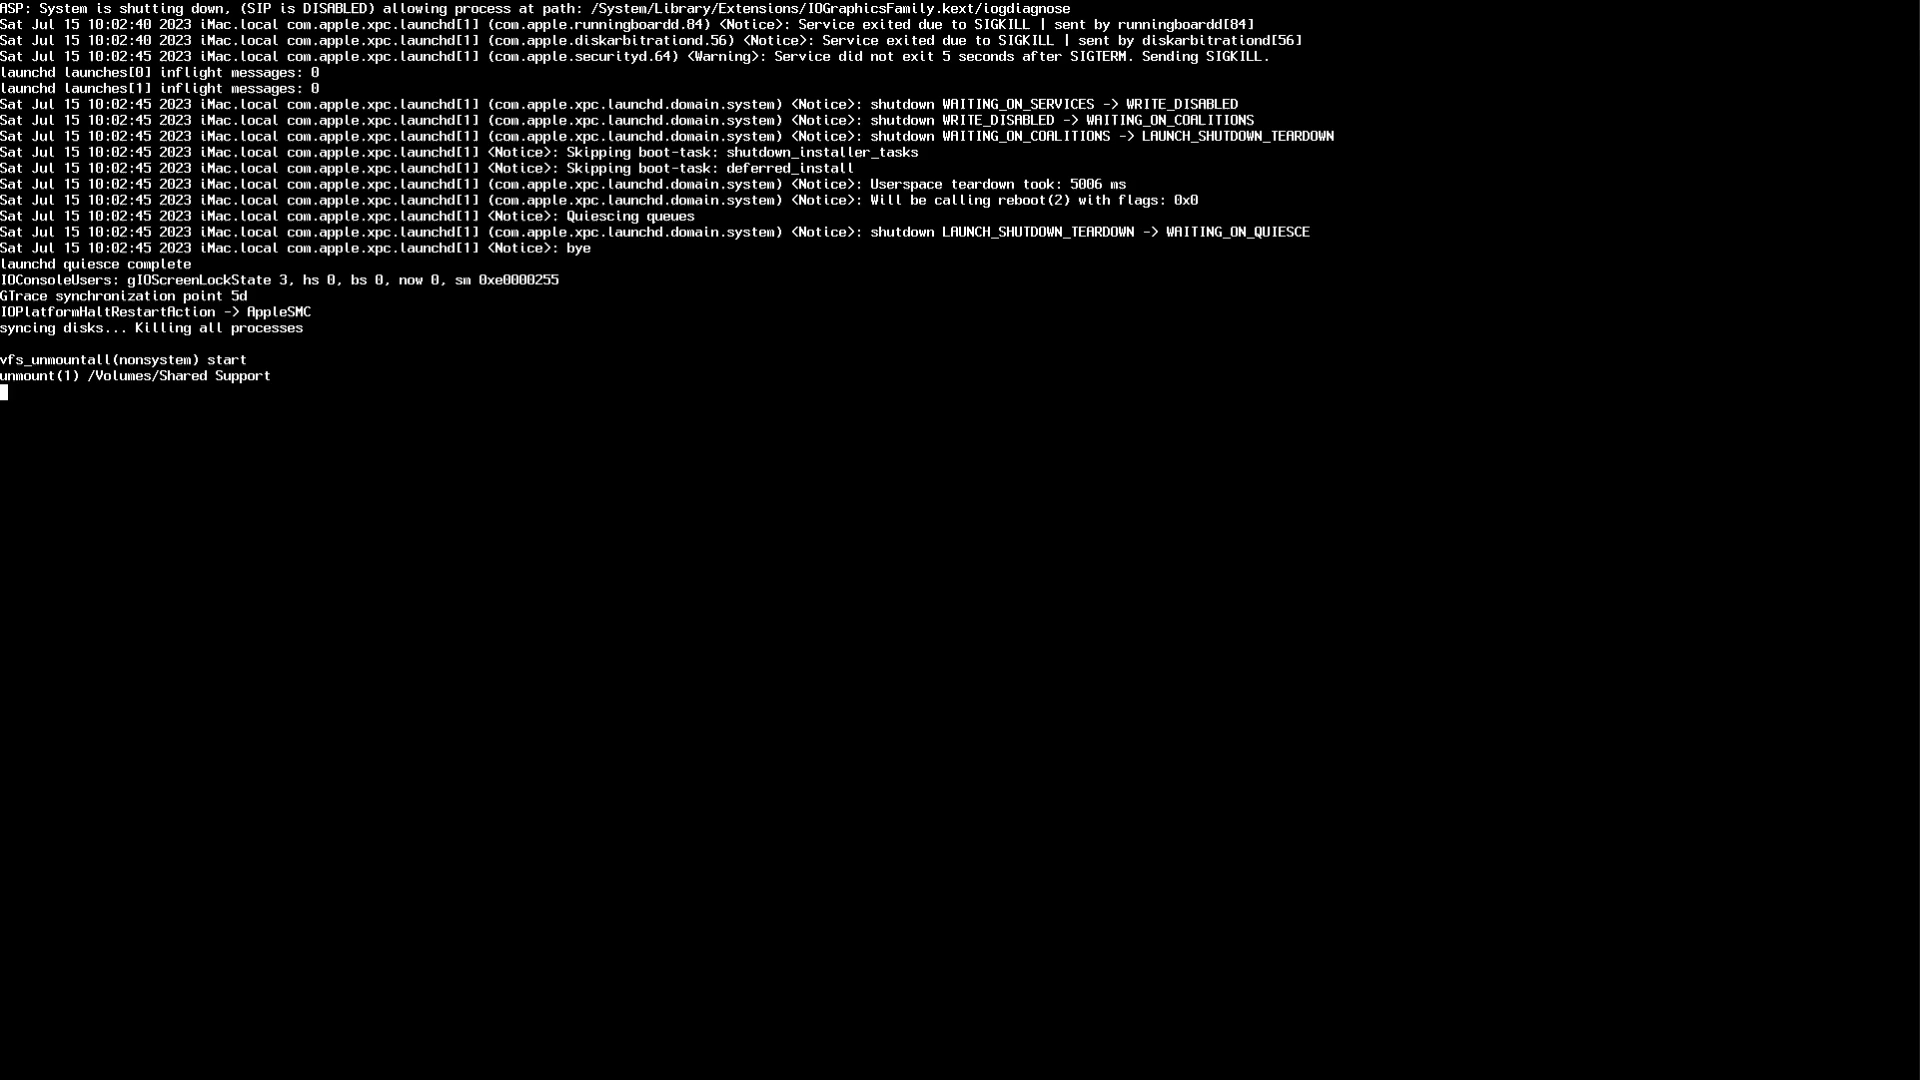 ASP: System is shutting down, (SIP is DISABLED) allowing process at path: /System/Library/Extensions/IOGraphicsFamily.kext/iogdiagnose
Sat Jul 15 10:02:40 2023 iMac.local com.apple.xpc.launchd[1] (com.apple.runningboardd.84) <Notice>: Service exited due to SIGKILL | sent by runningboardd[84]
Sat Jul 15 10:02:40 2023 iMac.local com.apple.xpc.launchd[1] (com.apple.diskarbitrationd.56) <Notice>: Service exited due to SIGKILL | sent by diskarbitrationd[56]
Sat Jul 15 10:02:45 2023 iMac.local com.apple.xpc.launchd[1] (com.apple.securityd.64) <Warning>: Service did not exit 5 seconds after SIGTERM. Sending SIGKILL.
launchd launches[0] inflight messages: 0
launchd launches[1] inflight messages: 0
Sat Jul 15 10:02:45 2023 iMac.local com.apple.xpc.launchd[1] (com.apple.xpc.launchd.domain.system) <Notice>: shutdown WAITING_ON_SERVICES -> WRITE_DISABLED
Sat Jul 15 10:02:45 2023 iMac.local com.apple.xpc.launchd[1] (com.apple.xpc.launchd.domain.system) <Notice>: shutdown WRITE_DISABLED -> WAITING_ON_COALITIONS
Sat Jul 15 10:02:45 2023 iMac.local com.apple.xpc.launchd[1] (com.apple.xpc.launchd.domain.system) <Notice>: shutdown WAITING_ON_COALITIONS -> LAUNCH_SHUTDOWN_TEARDOWN
Sat Jul 15 10:02:45 2023 iMac.local com.apple.xpc.launchd[1] <Notice>: Skipping boot-task: shutdown_installer_tasks
Sat Jul 15 10:02:45 2023 iMac.local com.apple.xpc.launchd[1] <Notice>: Skipping boot-task: deferred_install
Sat Jul 15 10:02:45 2023 iMac.local com.apple.xpc.launchd[1] (com.apple.xpc.launchd.domain.system) <Notice>: Userspace teardown took: 5006 ms
Sat Jul 15 10:02:45 2023 iMac.local com.apple.xpc.launchd[1] (com.apple.xpc.launchd.domain.system) <Notice>: Will be calling reboot(2) with flags: 0x0
Sat Jul 15 10:02:45 2023 iMac.local com.apple.xpc.launchd[1] <Notice>: Quiescing queues
Sat Jul 15 10:02:45 2023 iMac.local com.apple.xpc.launchd[1] (com.apple.xpc.launchd.domain.system) <Notice>: shutdown LAUNCH_SHUTDOWN_TEARDOWN -> WAITING_ON_QUIESCE
Sat Jul 15 10:02:45 2023 iMac.local com.apple.xpc.launchd[1] <Notice>: bye
launchd quiesce complete
IOConsoleUsers: gIOScreenLockState 3, hs 0, bs 0, now 0, sm 0xe0000255
GTrace synchronization point 5d
IOPlatformHaltRestartAction -> AppleSMC
syncing disks... Killing all processes
vfs_unmountall(nonsystem) start
unmount(1) /Volumes/Shared Support